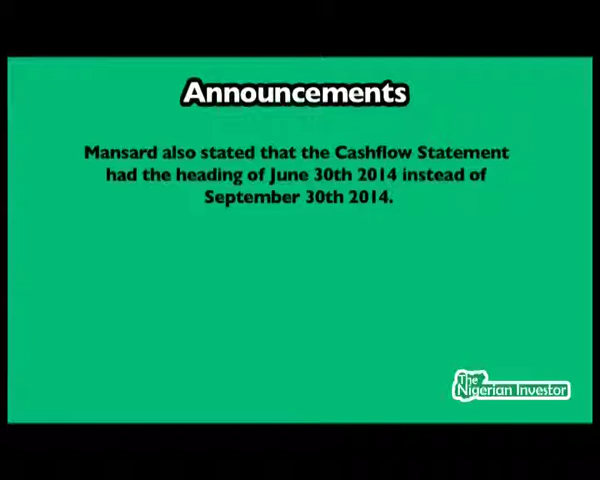 Announcements
Mansard also stated that the Cashflow Statement
had the heading of June 30th 2014 instead of
September 30th 2014.
The
Nigerian Investor